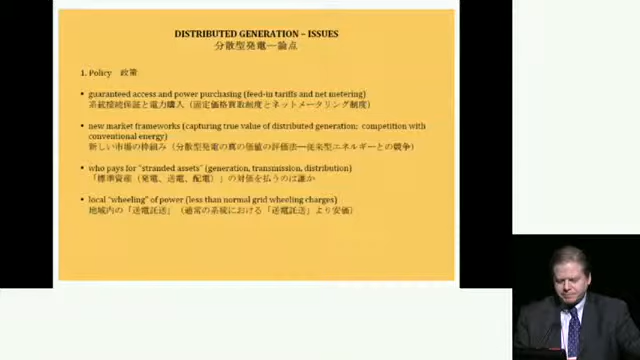 DISTRIBUTED GENERATION – ISSUES
分散型発電—論点
1. Policy 政策
• guaranteed access and power purchasing (feed-in tariffs and net metering)
系統接続保証と電力購入（固定価格買取制度とネットメータリング制度）
• new market frameworks (capturing true value of distributed generation: competition with
conventional energy)
新しい市場の枠組み（分散型発電の真の価値の評価法—従来型エネルギーとの競争）
• who pays for "stranded assets" (generation, transmission, distribution)
「標準資産（発電、送電、配電）」の対価を払うのは誰か
• local "wheeling" of power (less than normal grid wheeling charges)
地域内の「送電託送」（通常の系統における「送電託送」より安価）